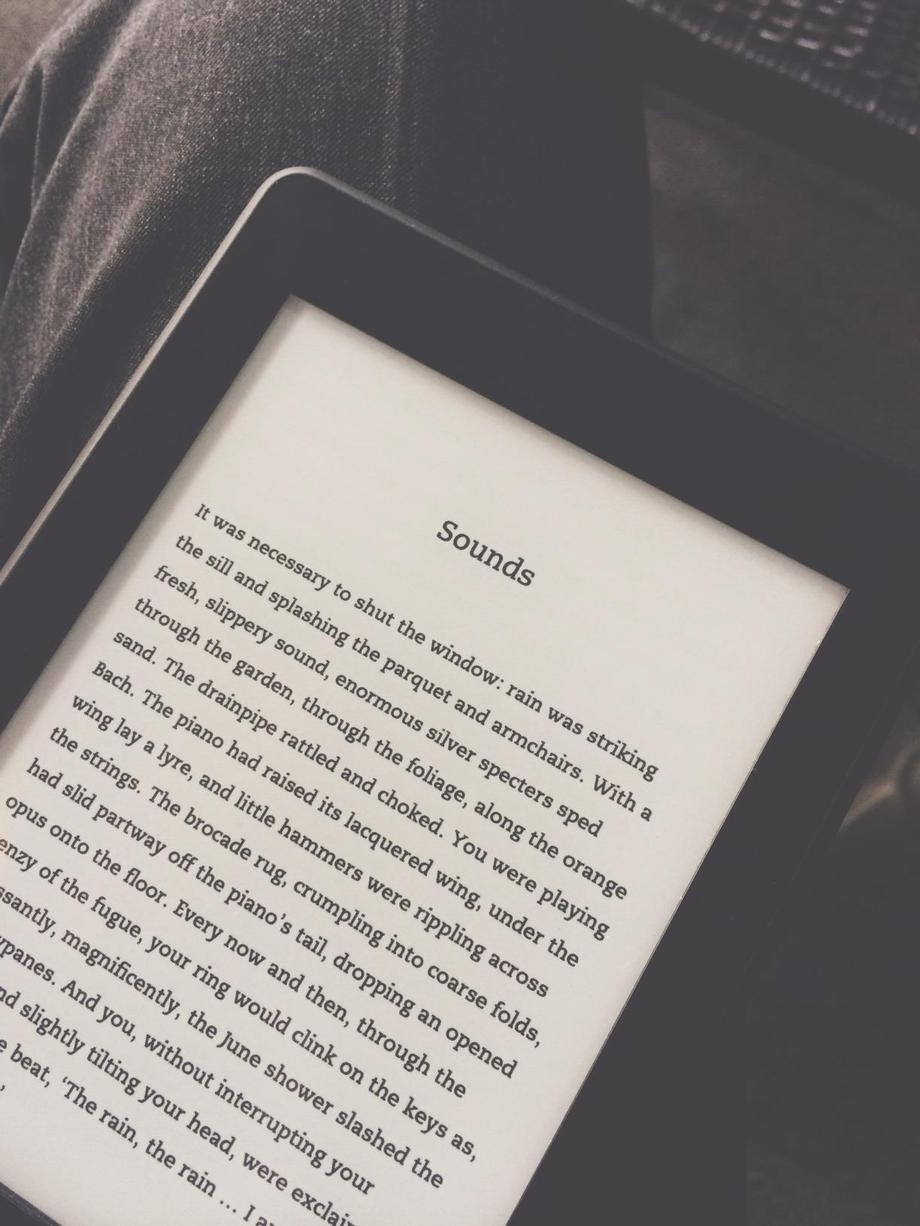 Sounds
It was necessary to shut the window: rain was striking
the sill and splashing the parquet and armchairs. With a
fresh, slippery sound, enormous silver specters sped
through the garden, through the foliage, along the orange
sand. The drainpipe rattled and choked. You were playing
Bach. The piano had raised its lacquered wing, under the
wing lay a lyre, and little hammers were rippling across
the strings. The brocade rug, crumpling into coarse folds,
had slid partway off the piano’s tail, dropping an opened
opus onto the floor. Every now and then, through the
enzy of the fugue, your ring would clink on the keys as,
ssantly, magnificently, the June shower slashed the
panes. And you, without interrupting your
nd slightly tilting your head, were exclai
e beat, ‘The rain, the rain … I a
’